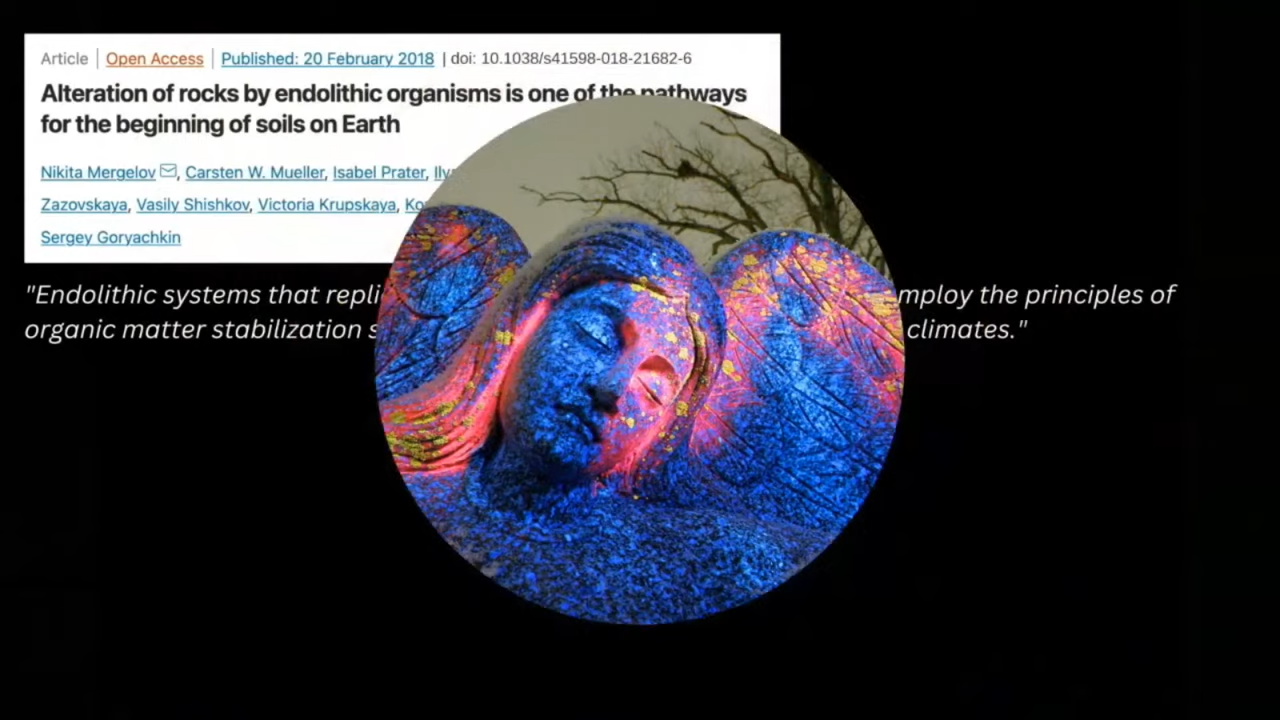 Article | Open Access | Published: 20 February 2018 | doi: 10.1038/s41598-018-21682-6
Alteration of rocks by endolithic organisms is one of the pathways
for the beginning of soils on Earth
Nikita Mergelov, Carsten W. Mueller, Isabel Prater,
Zazovskaya, Vasily Shishkov, Victoria Krupskaya,
Sergey Goryachkin
"Endolithic systems that the principles of
organic matter stabilization climates."